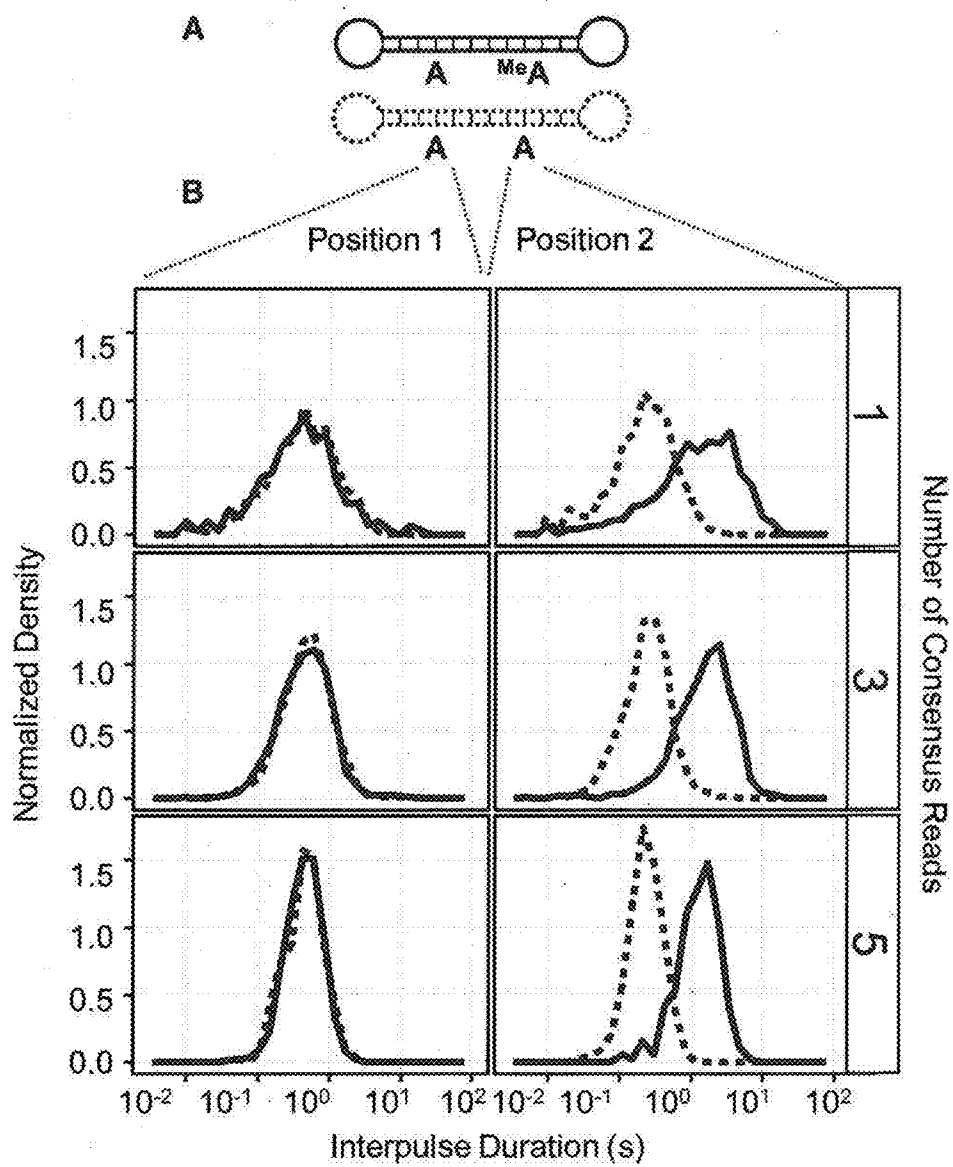 A
A MeA
A A
B
Position 1 Position 2
Normalized Density
1.5
1.0
0.5
0.0
1
1.5
1.0
0.5
0.0
3
1.5
1.0
0.5
0.0
5
Number of Consensus Reads
10-2 10-1 100 101 102 10-2 10-1 100 101 102
Interpulse Duration (s)